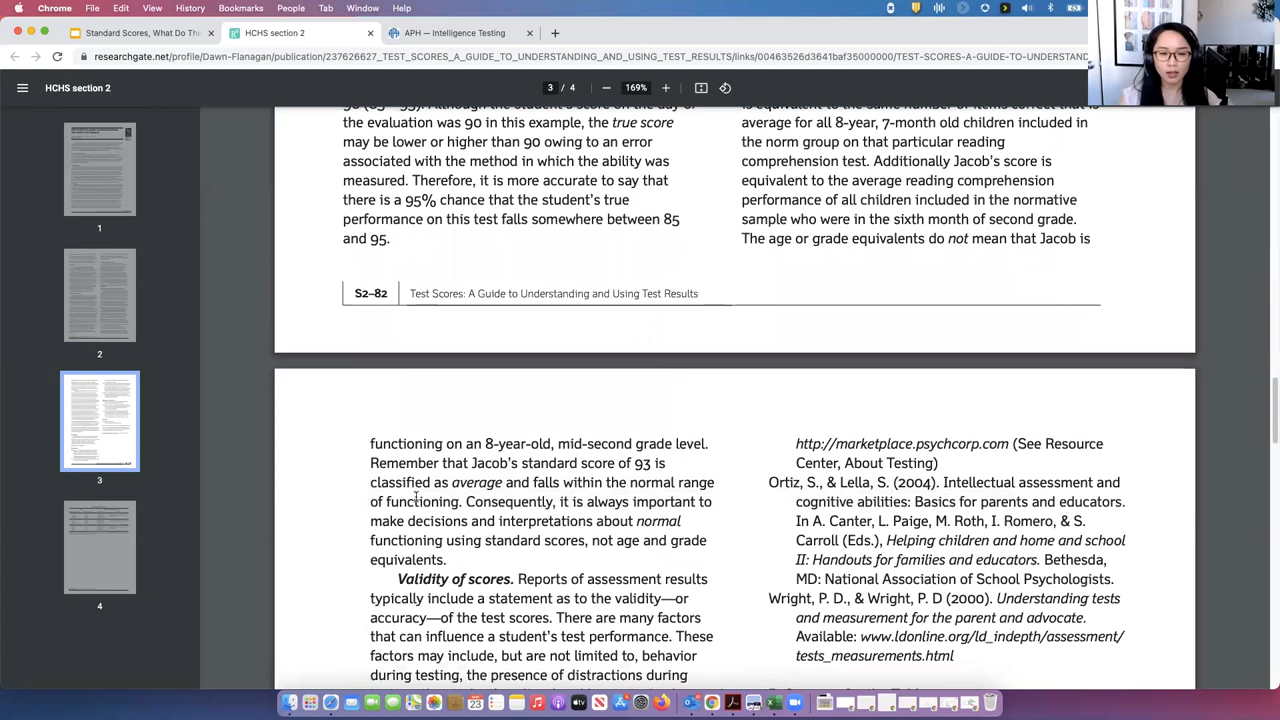 Chrome File Edit View History Bookmarks People Tab Window Help
Standard Scores, What Do The
HCHS section 2
APH — Intelligence Testing
researchgate.net/profile/Dawn-Flanagan/publication/237626627_TEST_SCORES_A_GUIDE_TO_UNDERSTANDING_AND_USING_TEST_RESULTS/links/00463526d3641baf35000000/TEST-SCORES-A-GUIDE-TO-UNDERSTAND
HCHS section 2
3 / 4
169%
1
2
3
4
the evaluation was 90 in this example, the true score
may be lower or higher than 90 owing to an error
associated with the method in which the ability was
measured. Therefore, it is more accurate to say that
there is a 95% chance that the student's true
performance on this test falls somewhere between 85
and 95.
average for all 8-year, 7-month old children included in
the norm group on that particular reading
comprehension test. Additionally Jacob's score is
equivalent to the average reading comprehension
performance of all children included in the normative
sample who were in the sixth month of second grade.
The age or grade equivalents do not mean that Jacob is
S2–82 Test Scores: A Guide to Understanding and Using Test Results
functioning on an 8-year-old, mid-second grade level.
Remember that Jacob's standard score of 93 is
classified as average and falls within the normal range
of functioning. Consequently, it is always important to
make decisions and interpretations about normal
functioning using standard scores, not age and grade
equivalents.
Validity of scores. Reports of assessment results
typically include a statement as to the validity—or
accuracy—of the test scores. There are many factors
that can influence a student's test performance. These
factors may include, but are not limited to, behavior
during testing, the presence of distractions during
http://marketplace.psychcorp.com (See Resource
Center, About Testing)
Ortiz, S., & Lella, S. (2004). Intellectual assessment and
cognitive abilities: Basics for parents and educators.
In A. Canter, L. Paige, M. Roth, I. Romero, & S.
Carroll (Eds.), Helping children and home and school
II: Handouts for families and educators. Bethesda,
MD: National Association of School Psychologists.
Wright, P. D., & Wright, P. D (2000). Understanding tests
and measurement for the parent and advocate.
Available: www.ldonline.org/ld_indepth/assessment/
tests_measurements.html